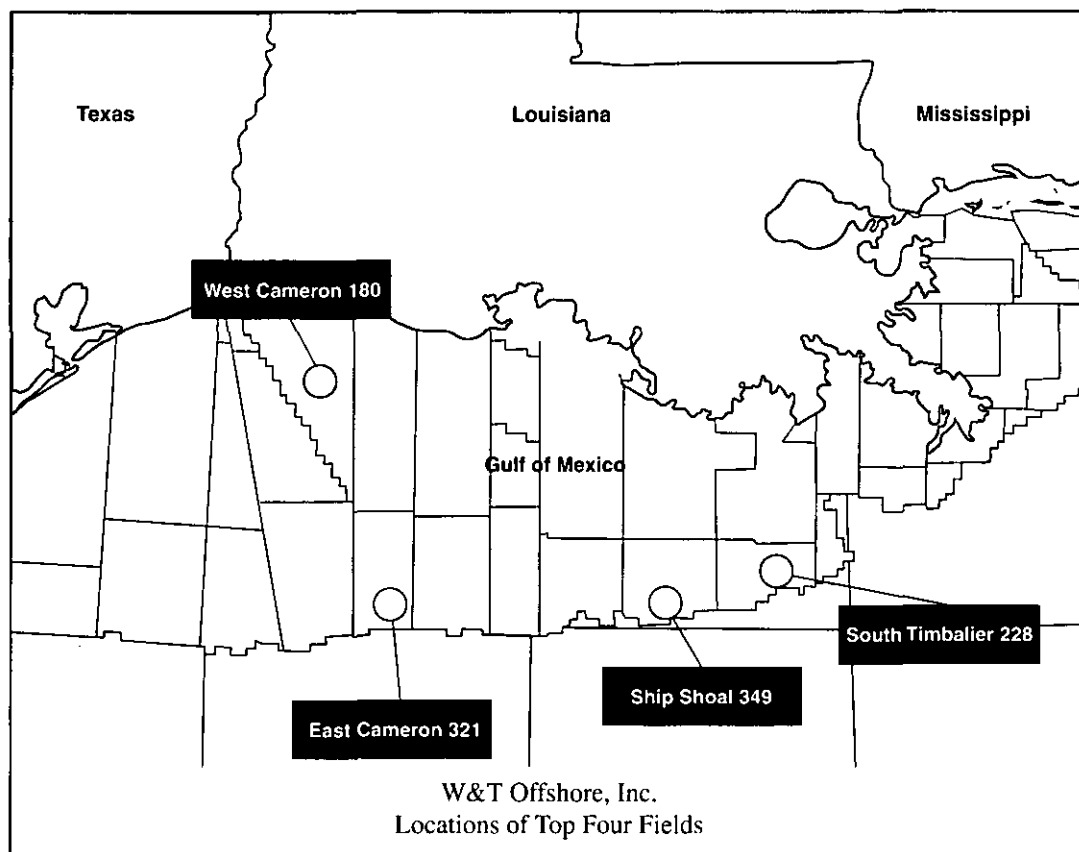 Texas
Louisiana
Mississippi
West Cameron 180
Gulf of Mexico
South Timbalier 228
Ship Shoal 349
East Cameron 321
W&T Offshore, Inc.
Locations of Top Four Fields